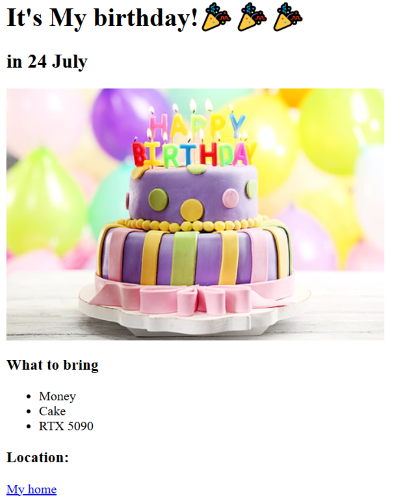 It's My birthday!🎉🎉🎉
in 24 July
HAPPY
BIRTHDAY
What to bring
• Money
• Cake
• RTX 5090
Location:
My home